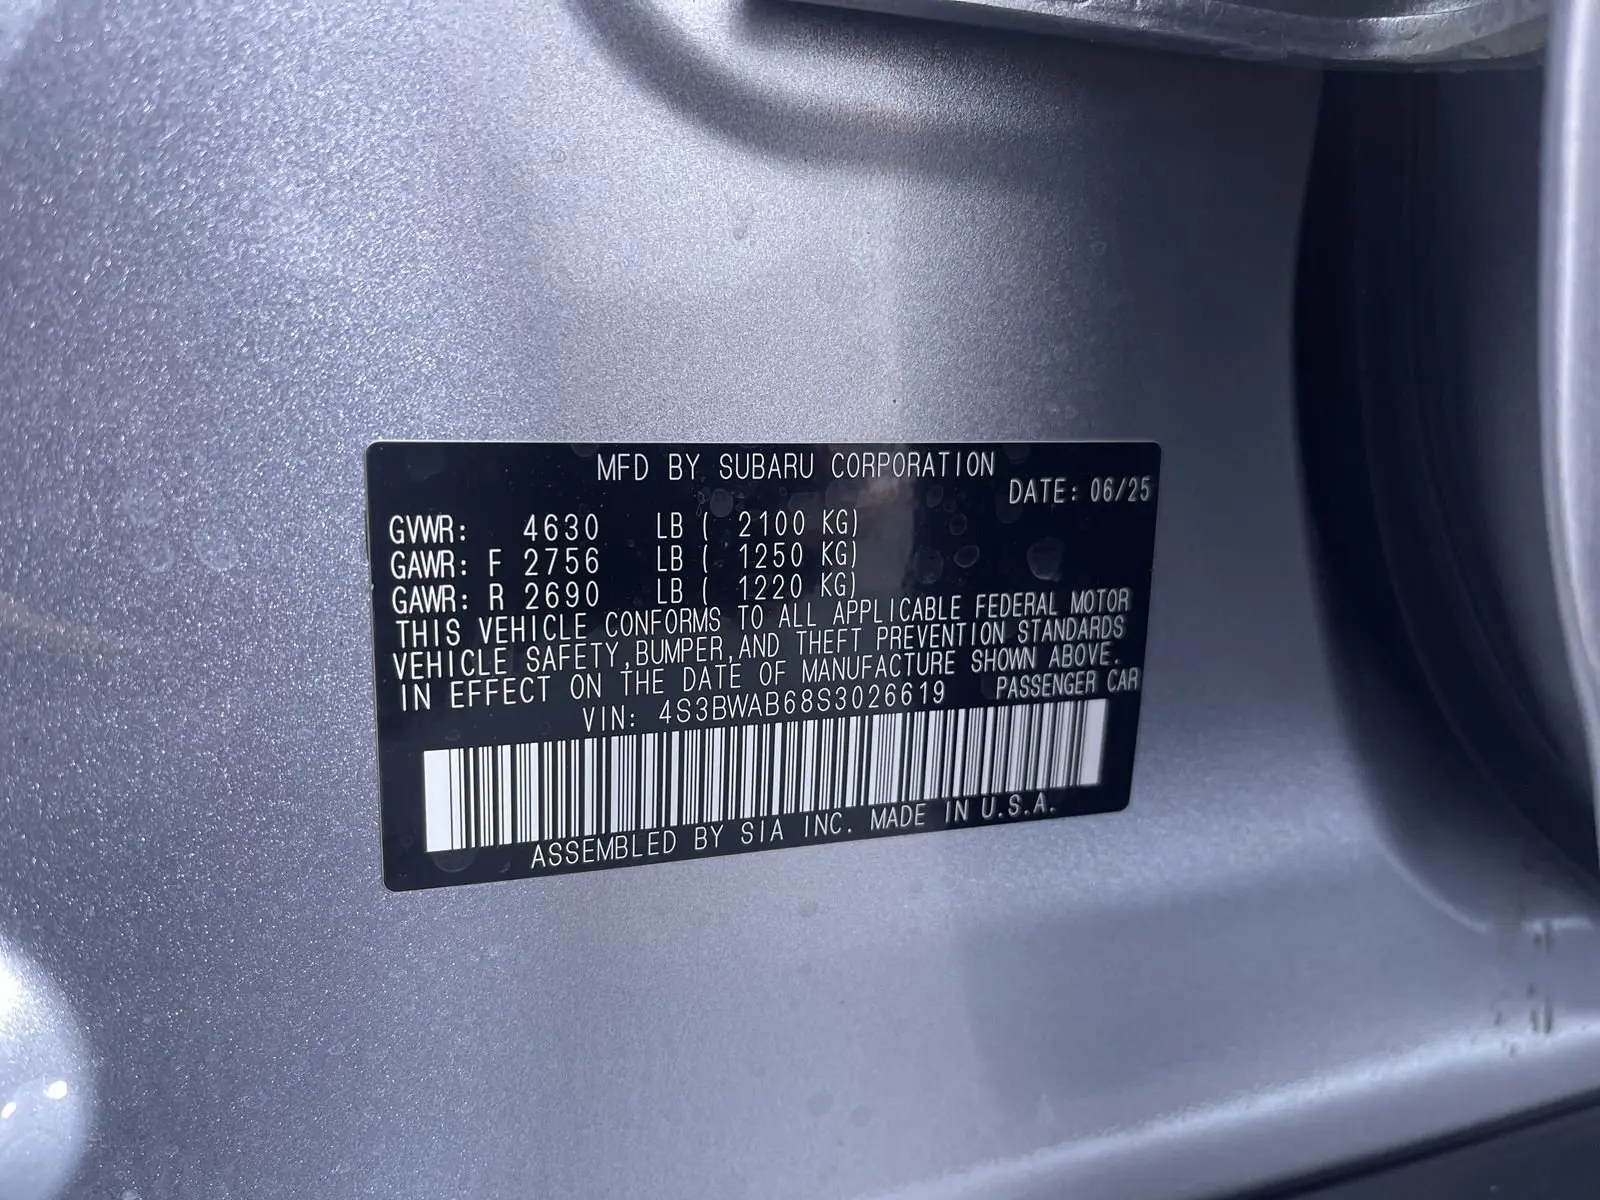 MFD BY SUBARU CORPORATION
DATE: 06/25
GVWR: 4630 LB ( 2100 KG)
GAWR: F 2756 LB ( 1250 KG)
GAWR: R 2690 LB ( 1220 KG)
THIS VEHICLE CONFORMS TO ALL APPLICABLE FEDERAL MOTOR
VEHICLE SAFETY,BUMPER,AND THEFT PREVENTION STANDARDS
IN EFFECT ON THE DATE OF MANUFACTURE SHOWN ABOVE.
VIN: 4S3BWAB68S3026619 PASSENGER CAR
ASSEMBLED BY SIA INC. MADE IN U.S.A.